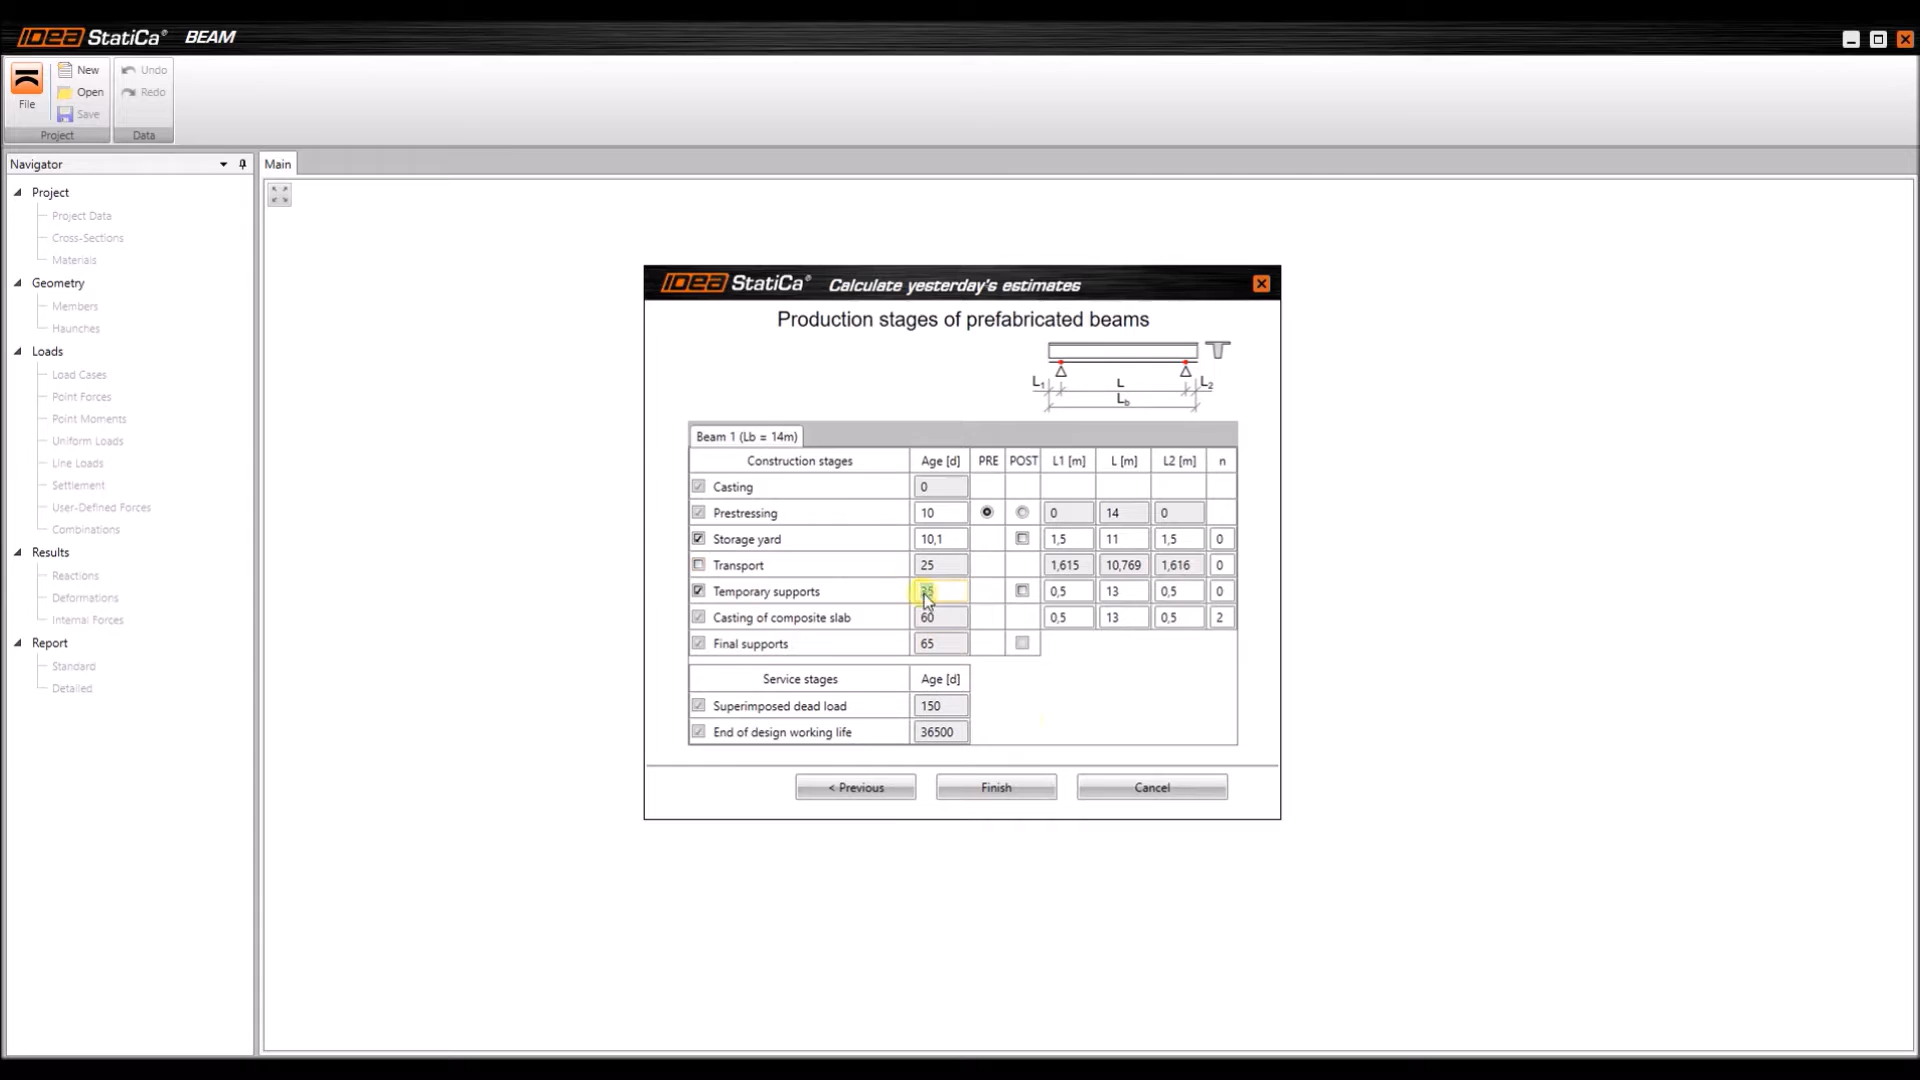 IDEA StatiCa® BEAM
File
New
Open
Save
Project
Undo
Redo
Data
Navigator
Main
Project
Project Data
Cross-Sections
Materials
Geometry
Members
Haunches
Loads
Load Cases
Point Forces
Point Moments
Uniform Loads
Line Loads
Settlement
User-Defined Forces
Combinations
Results
Reactions
Deformations
Internal Forces
Report
Standard
Detailed
IDEA StatiCa® Calculate yesterday's estimates
Production stages of prefabricated beams
L1 L L2
Lb
Beam 1 (Lb = 14m)
Construction stages Age [d] PRE POST L1 [m] L [m] L2 [m] n
Casting 0
Prestressing 10 0 14 0
Storage yard 10,1 1,5 11 1,5 0
Transport 25 1,615 10,769 1,616 0
Temporary supports 0,5 13 0,5 0
Casting of composite slab 60 0,5 13 0,5 2
Final supports 65
Service stages Age [d]
Superimposed dead load 150
End of design working life 36500
< Previous Finish Cancel